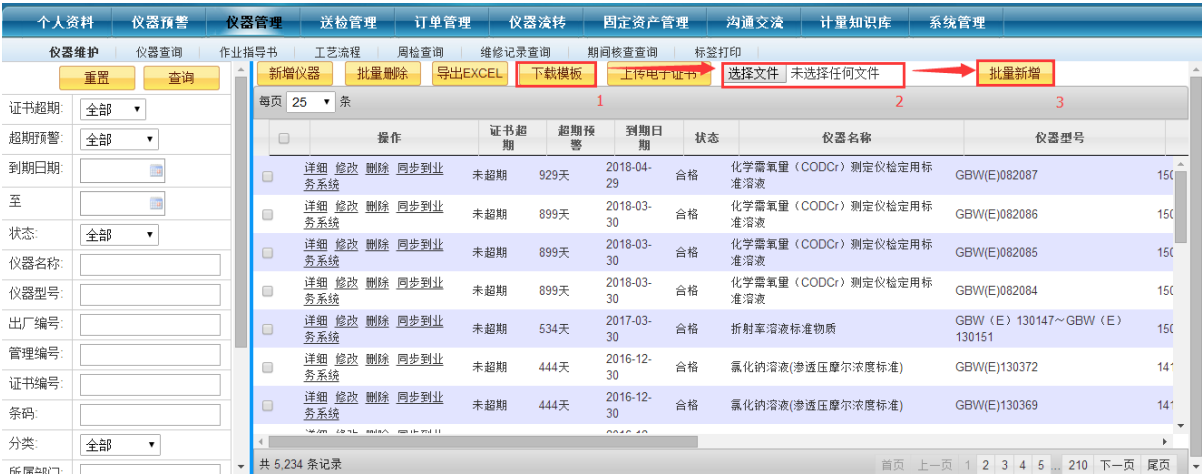 个人资料 仪器预警 仪器管理 送检管理 订单管理 仪器流转 固定资产管理 沟通交流 计量知识库 系统管理
仪器维护 仪器查询 作业指导书 工艺流程 周检查询 维修记录查询 期间核查查询 标签打印
重置 查询
证书超期: 全部
超期预警: 全部
到期日期:
至
状态: 全部
仪器名称:
仪器型号:
出厂编号:
管理编号:
证书编号:
条码:
分类: 全部
所属部门:
新增仪器 批量删除 导出EXCEL 下载模板 上传电子证书 选择文件 未选择任何文件 批量新增
每页 25 条 1 2 3
操作 证书超期 超期预警 到期日期 状态 仪器名称 仪器型号
详细 修改 删除 同步到业 化学需氧量（CODCr）测定仪检定用标
务系统 未超期 929天 2018-04-29 合格 准溶液 GBW(E)082087 150
详细 修改 删除 同步到业 化学需氧量（CODCr）测定仪检定用标
务系统 未超期 899天 2018-03-30 合格 准溶液 GBW(E)082086 150
详细 修改 删除 同步到业 化学需氧量（CODCr）测定仪检定用标
务系统 未超期 899天 2018-03-30 合格 准溶液 GBW(E)082085 150
详细 修改 删除 同步到业 化学需氧量（CODCr）测定仪检定用标
务系统 未超期 899天 2018-03-30 合格 准溶液 GBW(E)082084 150
详细 修改 删除 同步到业 GBW（E）130147～GBW（E）
务系统 未超期 534天 2017-03-30 合格 折射率溶液标准物质 130151 150
详细 修改 删除 同步到业
务系统 未超期 444天 2016-12-30 合格 氯化钠溶液(渗透压摩尔浓度标准) GBW(E)130372 141
详细 修改 删除 同步到业
务系统 未超期 444天 2016-12-30 合格 氯化钠溶液(渗透压摩尔浓度标准) GBW(E)130369 141
共 5,234 条记录 首页 上一页 1 2 3 4 5 ... 210 下一页 尾页